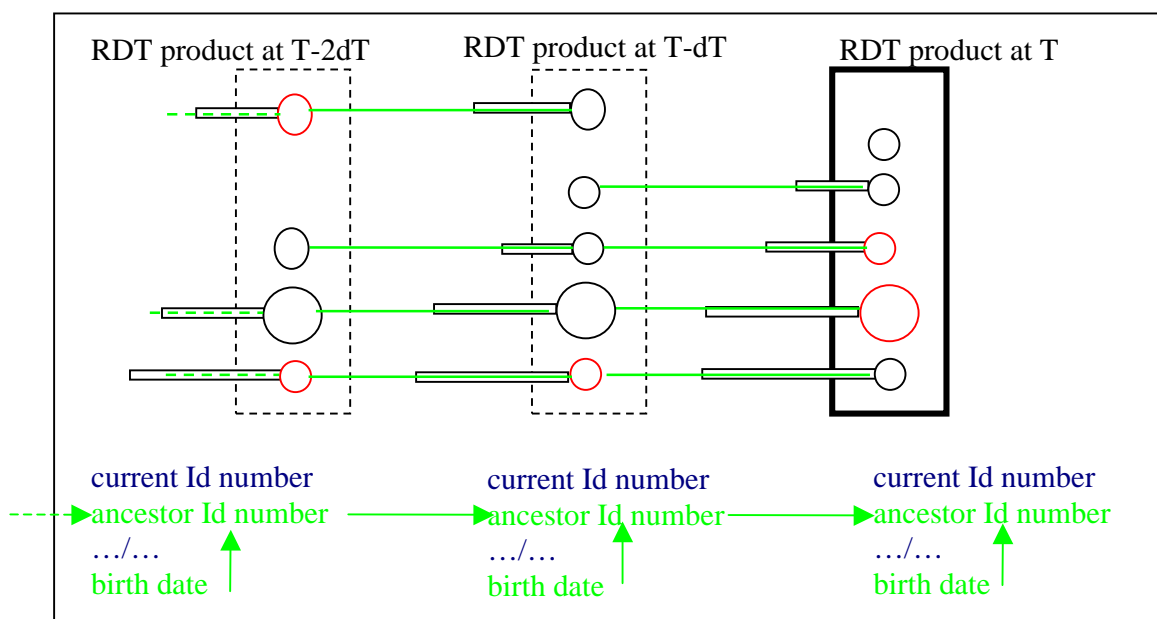 RDT product at T-2dT
RDT product at T-dT
RDT product at T
current Id number
ancestor Id number
…/…
birth date
current Id number
ancestor Id number
…/…
birth date
current Id number
ancestor Id number
…/…
birth date